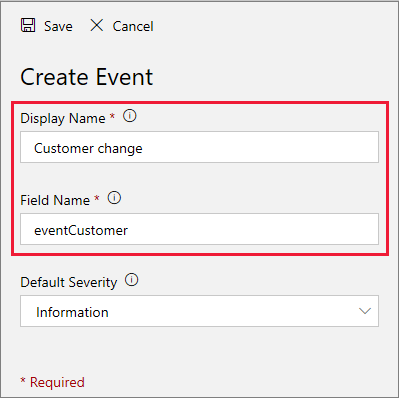 Save Cancel
Create Event
Display Name *
Customer change
Field Name *
eventCustomer
Default Severity
Information
* Required